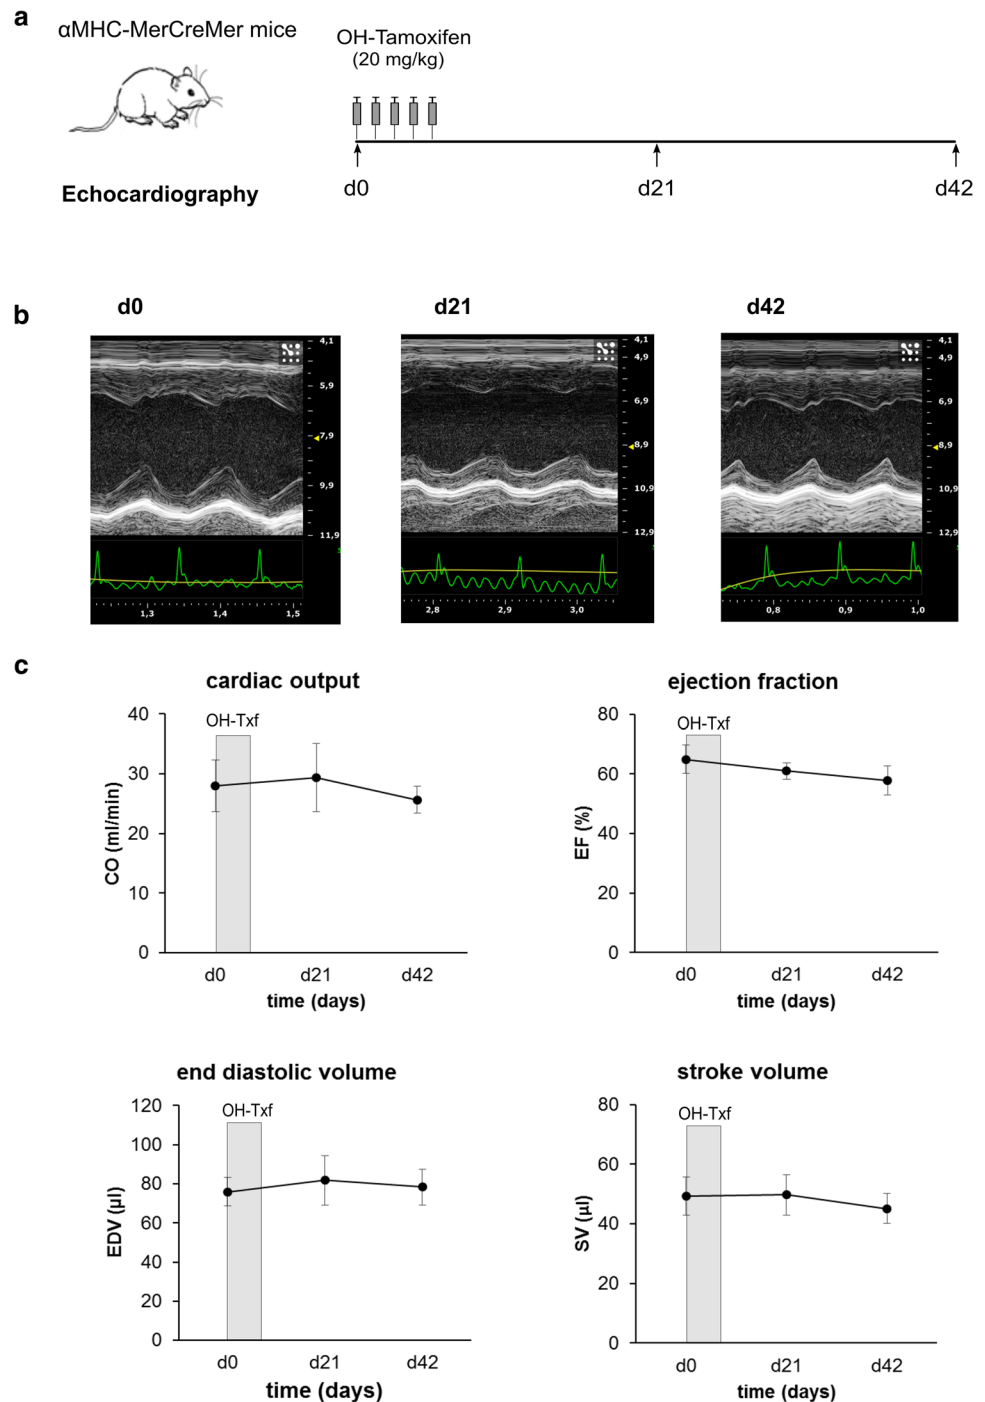 a
αMHC-MerCreMer mice
OH-Tamoxifen
(20 mg/kg)
Echocardiography
d0
d21
d42
b
d0
d21
d42
4,1
5,9
7,9
9,9
11,9
1,3
1,4
1,5
4,1
4,9
6,9
8,9
10,9
12,9
2,8
2,9
3,0
4,1
4,9
6,9
8,9
10,9
12,9
0,8
0,9
1,0
c
cardiac output
OH-Txf
40
30
20
10
0
CO (ml/min)
d0
d21
d42
time (days)
ejection fraction
OH-Txf
80
60
40
20
0
EF (%)
d0
d21
d42
time (days)
end diastolic volume
OH-Txf
120
100
80
60
40
20
0
EDV (µl)
d0
d21
d42
time (days)
stroke volume
OH-Txf
80
60
40
20
0
SV (µl)
d0
d21
d42
time (days)